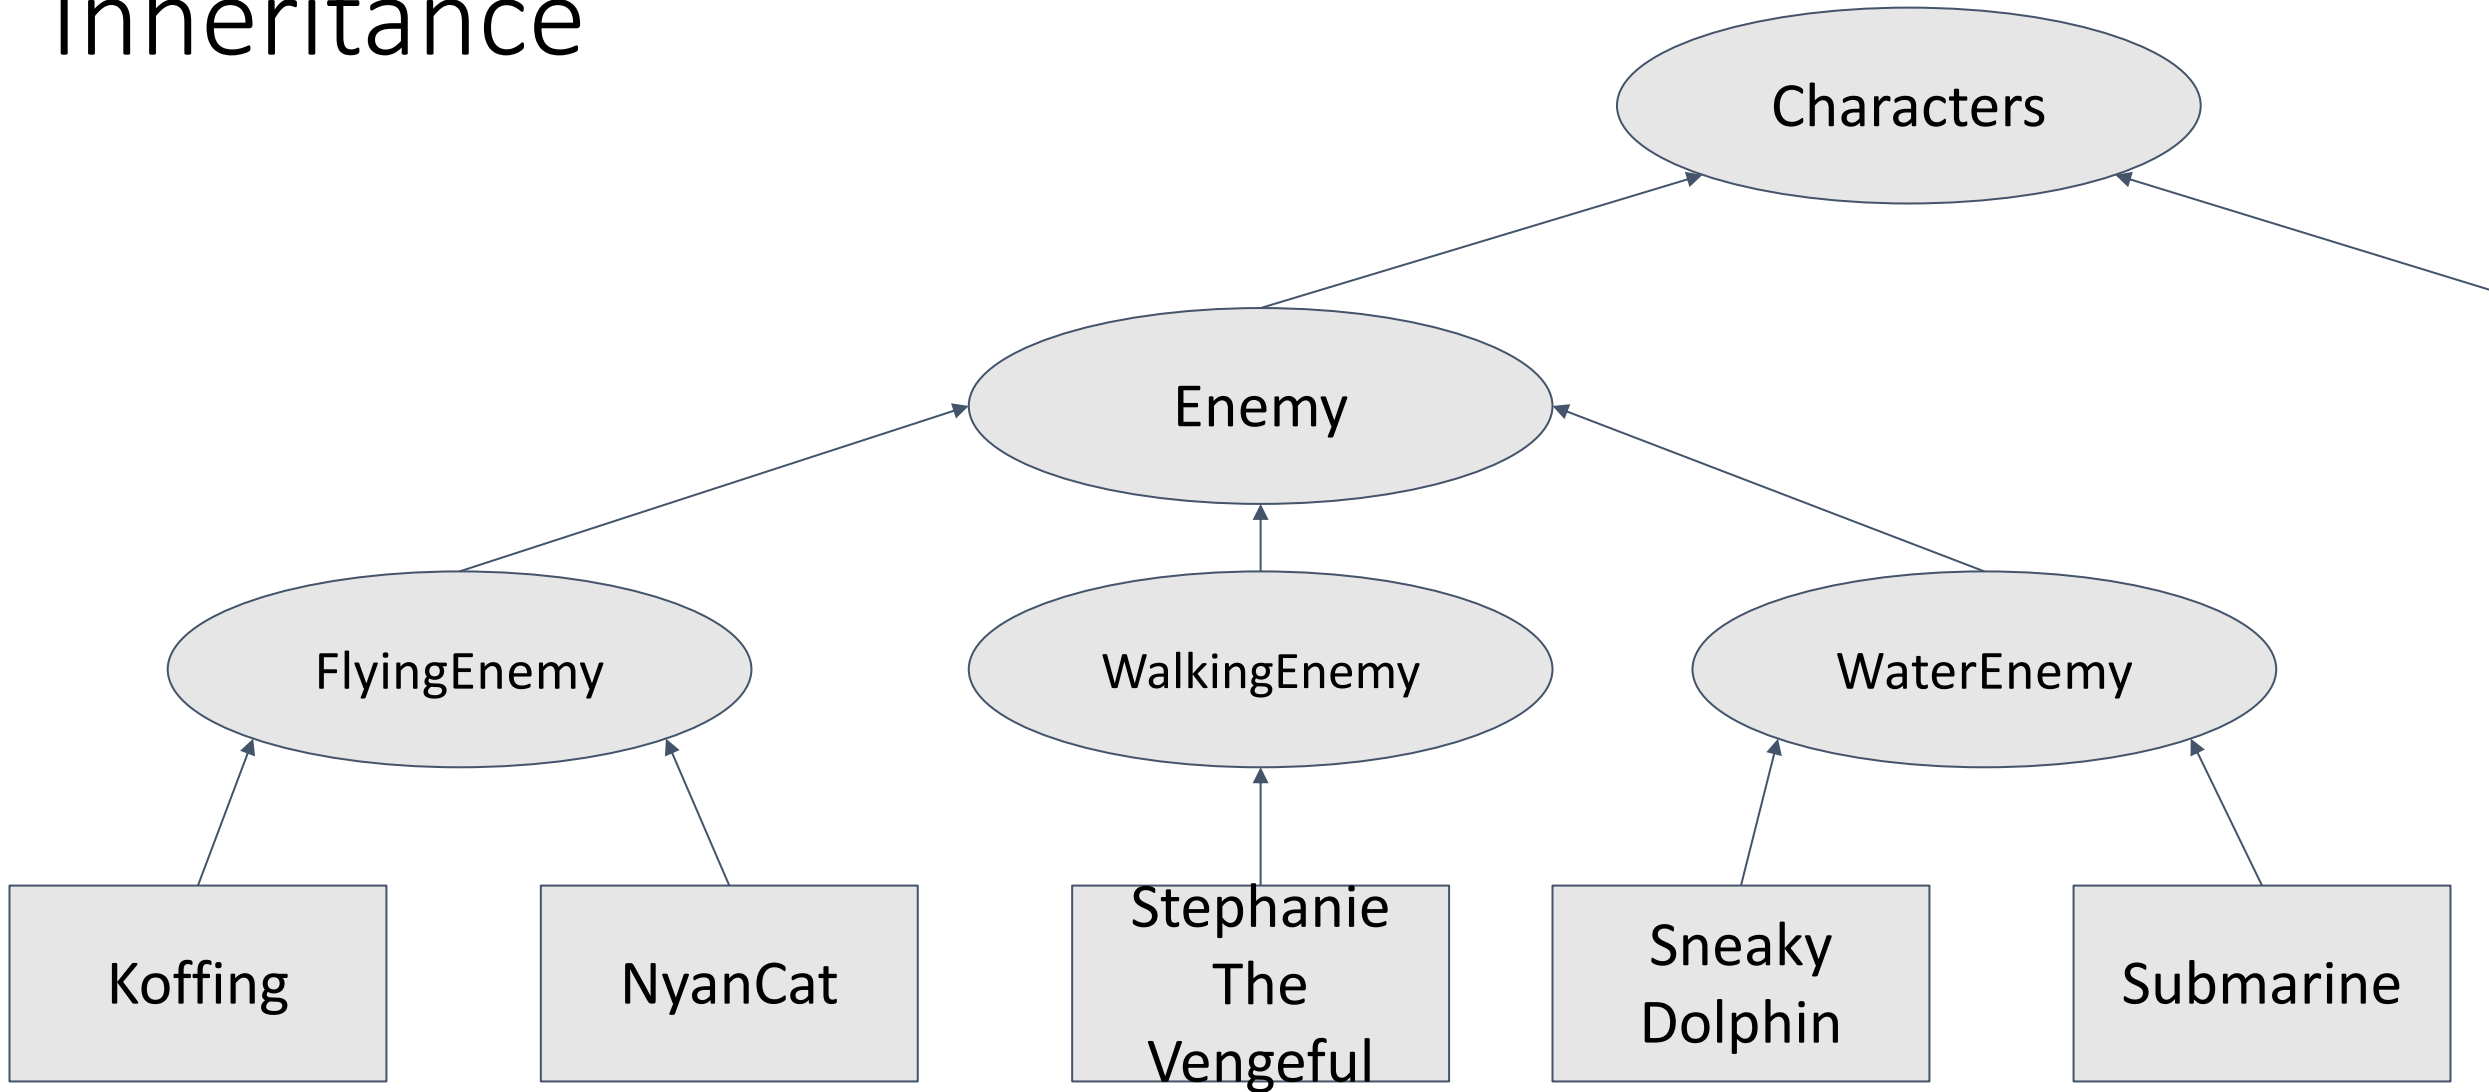 Inheritance
Characters
Enemy
FlyingEnemy
WalkingEnemy
WaterEnemy
Koffing
NyanCat
Stephanie
The
Vengeful
Sneaky
Dolphin
Submarine